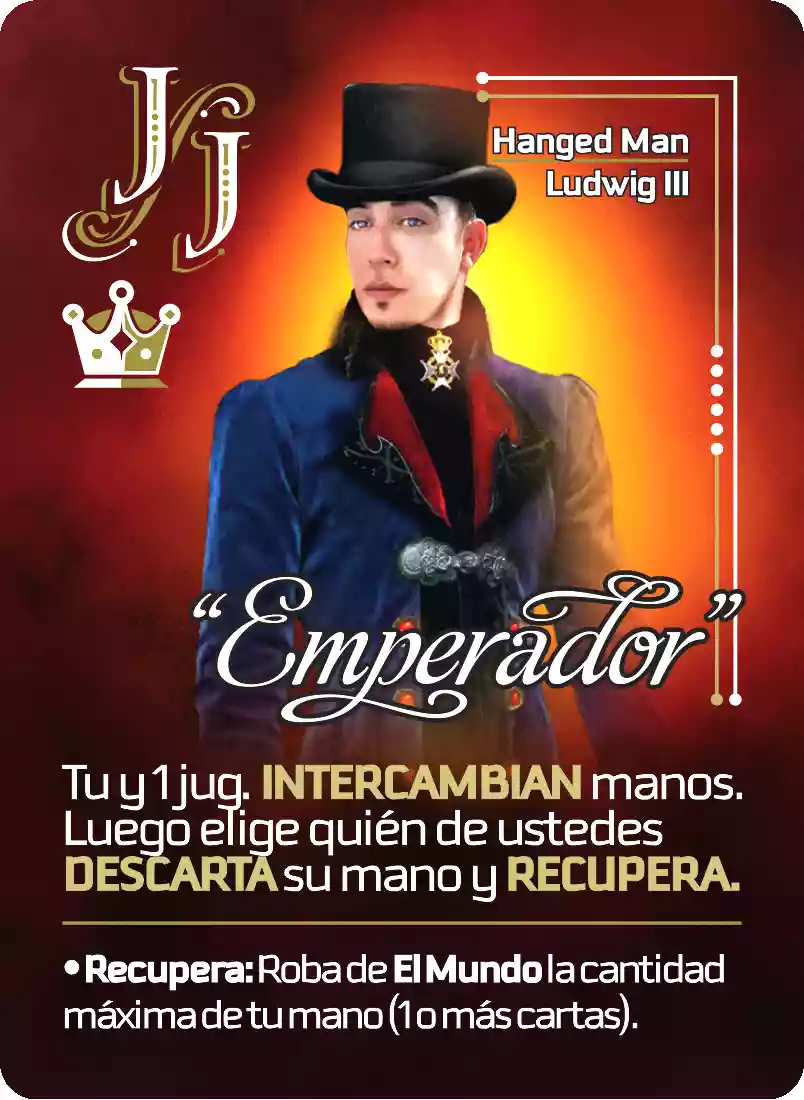 JJ
Hanged Man
Ludwig III
“Emperador”
Tu y 1 jug. INTERCAMBIAN manos.
Luego elige quién de ustedes
DESCARTA su mano y RECUPERA.
• Recupera: Roba de El Mundo la cantidad
máxima de tu mano (1 o más cartas).